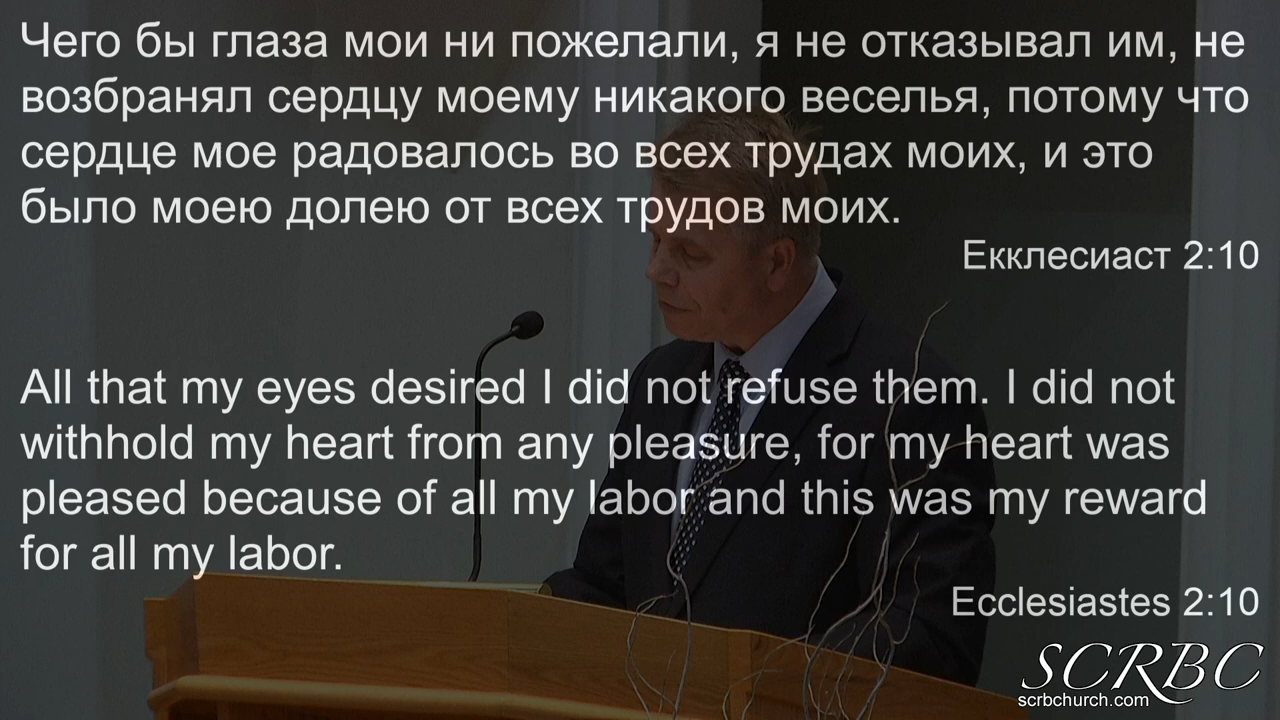 Чего бы глаза мои ни пожелали, я не отказывал им, не
возбранял сердцу моему никакого веселья, потому что
сердце мое радовалось во всех трудах моих, и это
было моею долею от всех трудов моих.
Екклесиаст 2:10
All that my eyes desired I did not refuse them. I did not
withhold my heart from any pleasure, for my heart was
pleased because of all my labor and this was my reward
for all my labor.
Ecclesiastes 2:10
SCRBC
scrbchurch.com